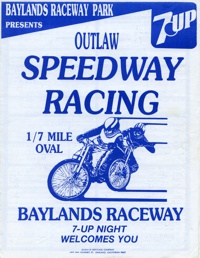 BAYLANDS RACEWAY PARK
PRESENTS
7UP
OUTLAW
SPEEDWAY
RACING
1/7 MILE
OVAL
BAYLANDS RACEWAY
7-UP NIGHT
WELCOMES YOU